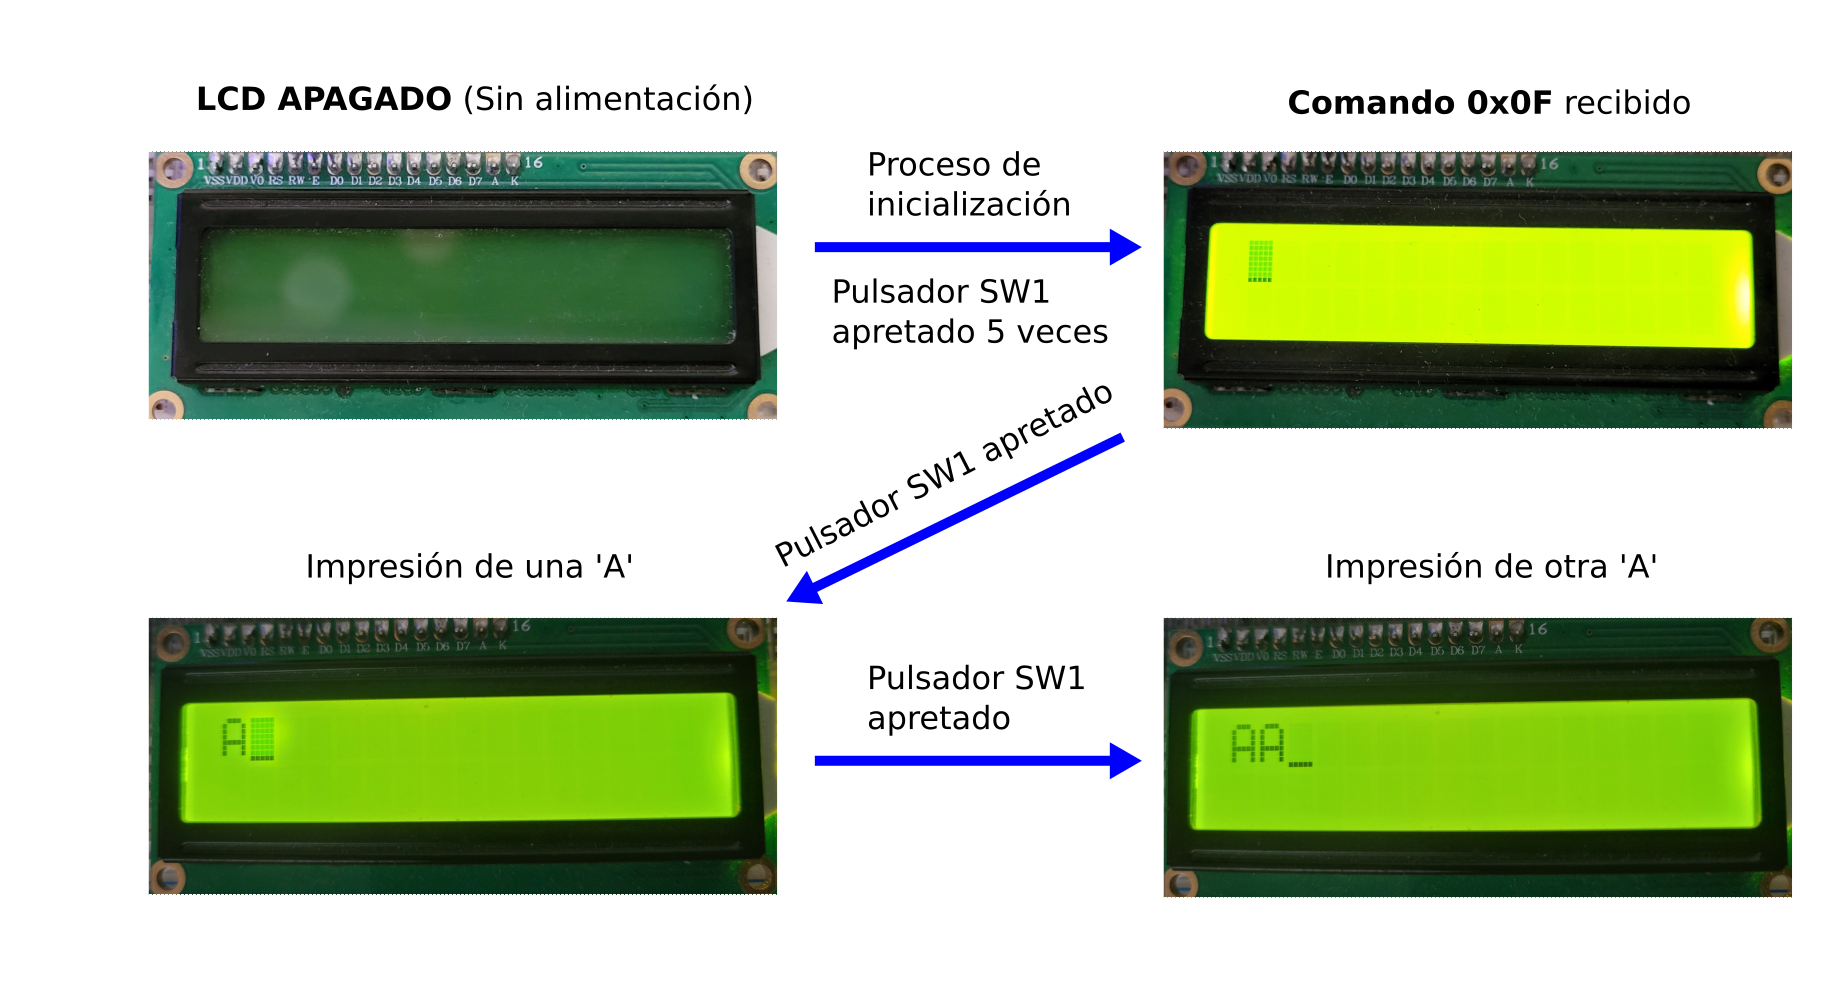 LCD APAGADO (Sin alimentación)
1 16
VSS VDD V0 RS RW E D0 D1 D2 D3 D4 D5 D6 D7 A K
Proceso de
inicialización
Pulsador SW1
apretado 5 veces
Comando 0x0F recibido
1 16
VSS VDD V0 RS RW E D0 D1 D2 D3 D4 D5 D6 D7 A K
Pulsador SW1 apretado
Impresión de una 'A'
1 16
VSS VDD V0 RS RW E D0 D1 D2 D3 D4 D5 D6 D7 A K
A
Pulsador SW1
apretado
Impresión de otra 'A'
1 16
VSS VDD V0 RS RW E D0 D1 D2 D3 D4 D5 D6 D7 A K
AA_